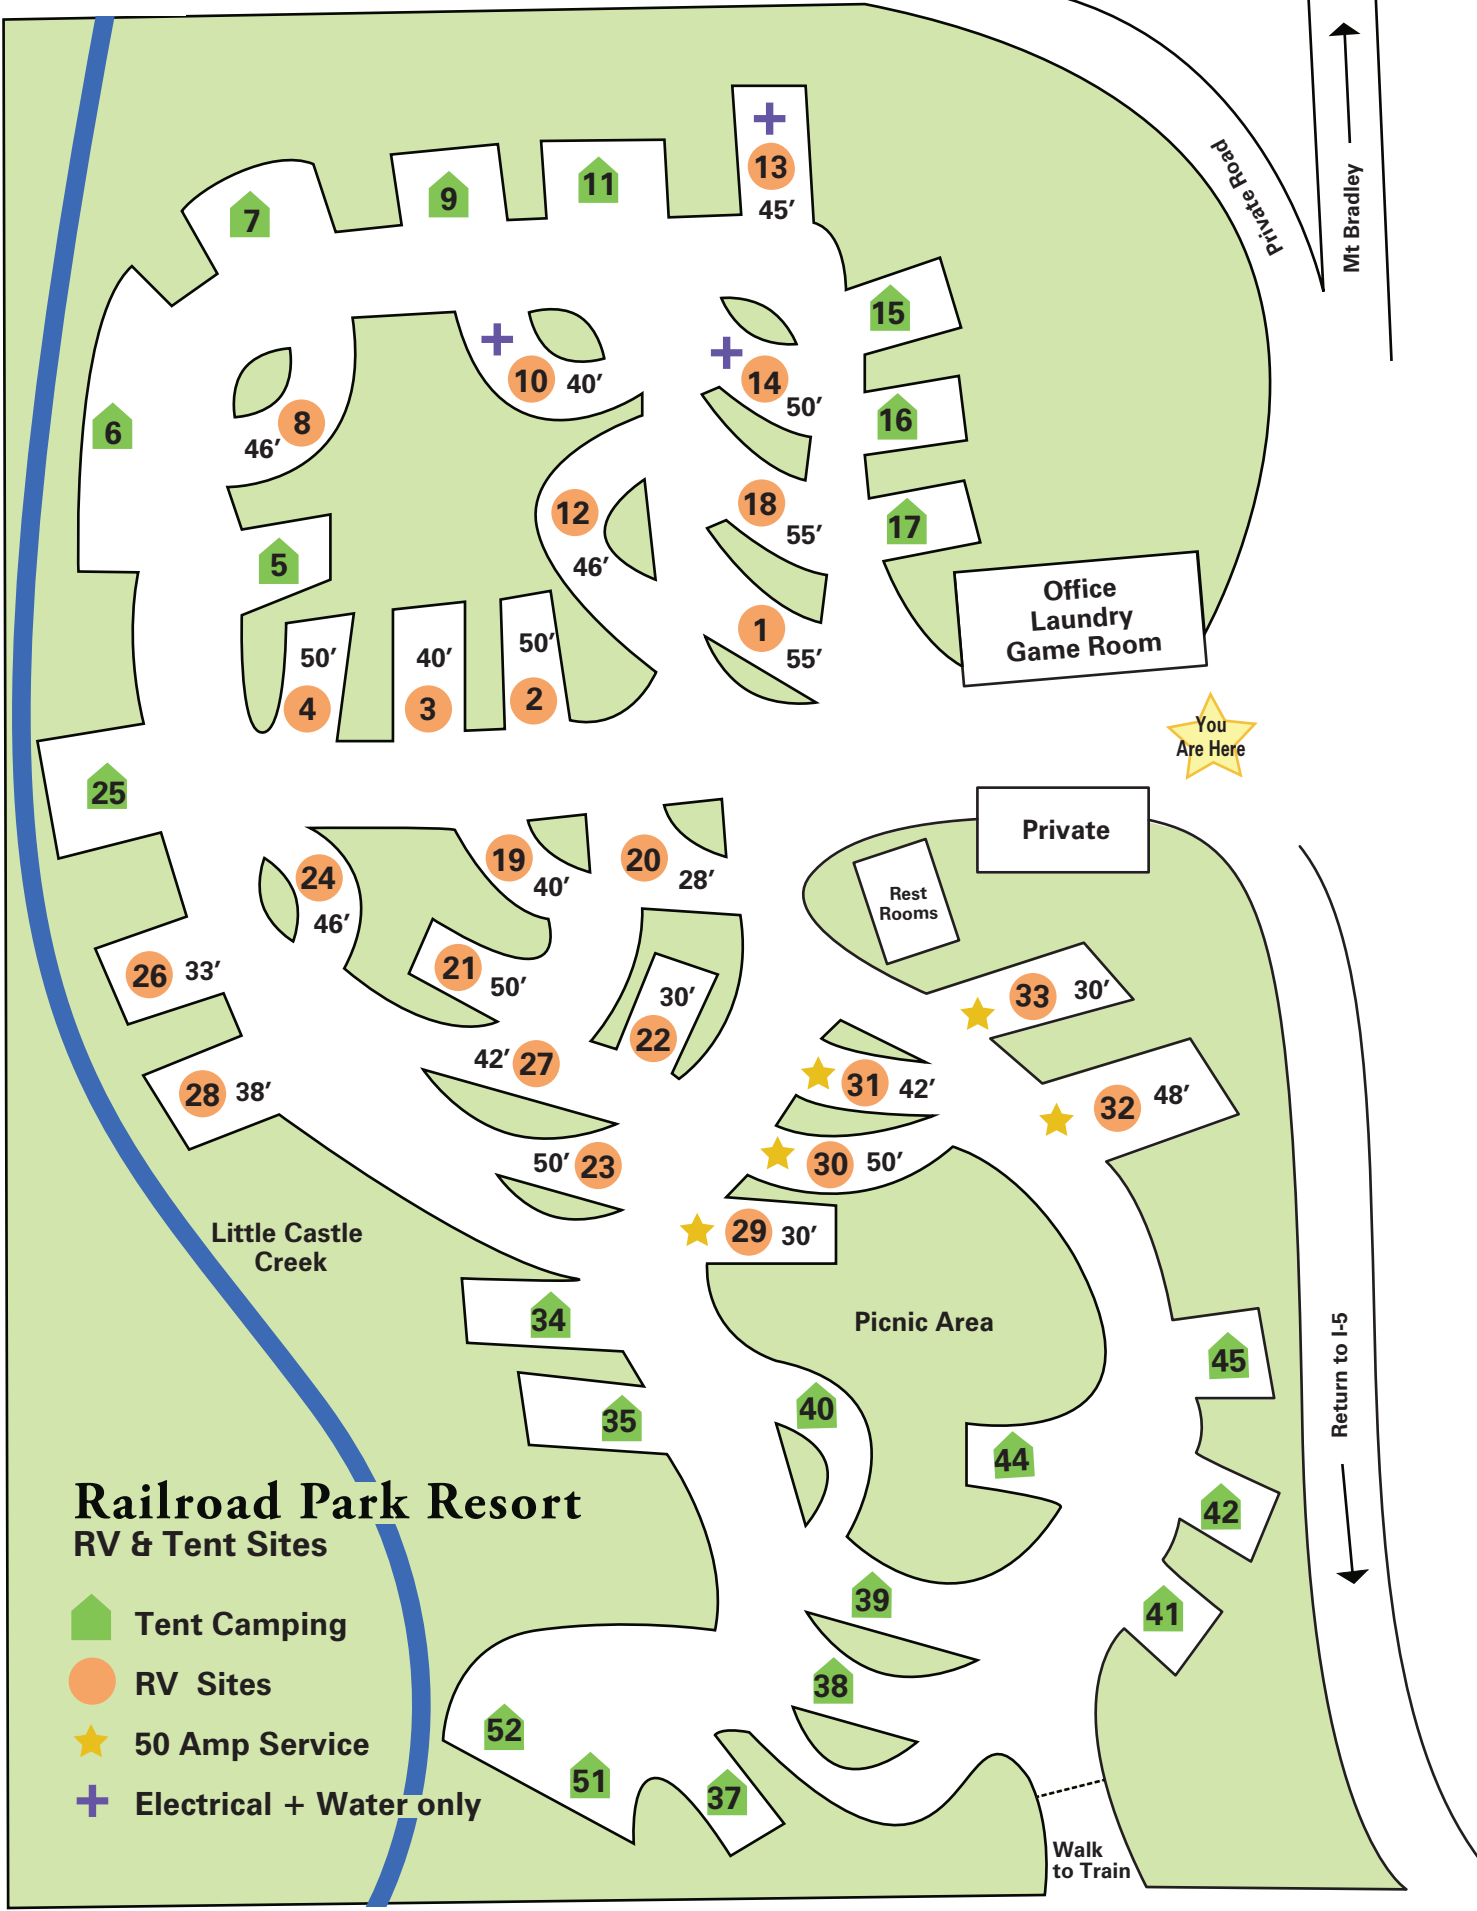 Private Road
Mt Bradley
13
45′
11
9
7
15
10
40′
14
50′
16
6
8
46′
12
46′
18
55′
17
5
Office
Laundry
Game Room
1
55′
50′
4
40′
3
50′
2
You
Are Here
25
Private
19
40′
20
28′
24
46′
Rest
Rooms
26 33′
21
50′
30′
22
33 30′
42′ 27
31 42′
28 38′
32 48′
50′ 23
30 50′
29 30′
Little Castle
Creek
34
Picnic Area
45
Return to I-5
35
40
44
42
Railroad Park Resort
RV & Tent Sites
39
41
Tent Camping
RV Sites
38
50 Amp Service
52
51
37
Electrical + Water only
Walk
to Train